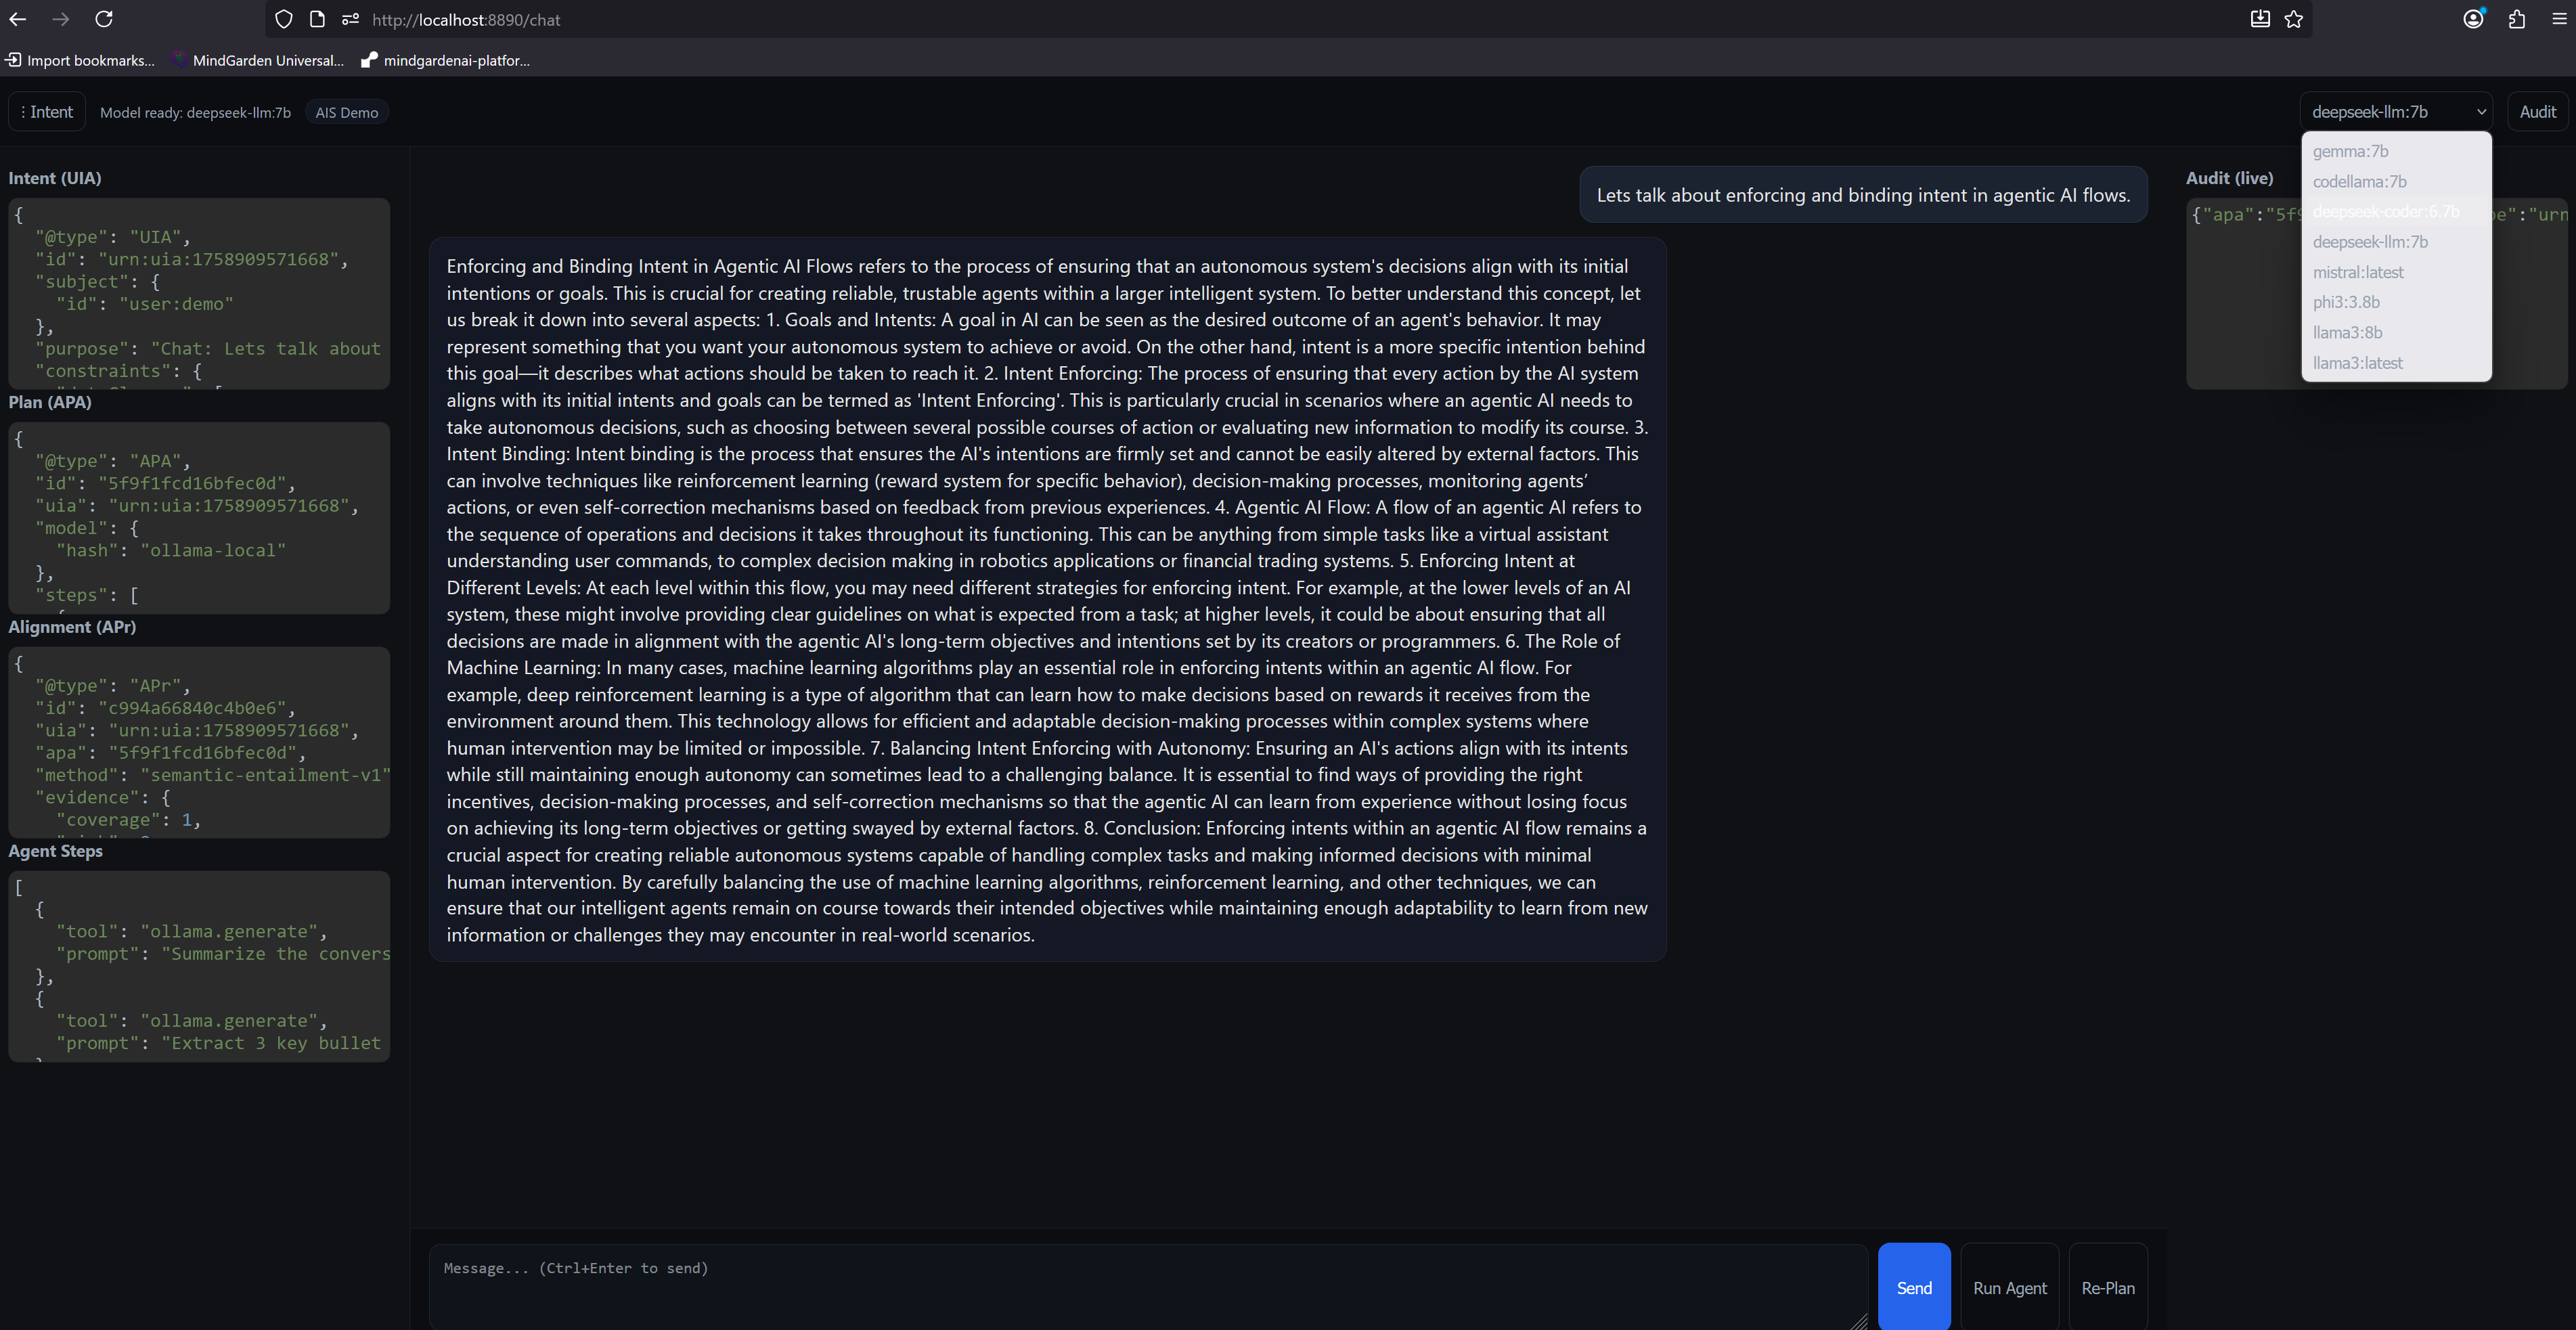 http://localhost:8890/chat
Import bookmarks...
MindGarden Universal...
mindgardenai-platfor...
⋮ Intent
Model ready: deepseek-llm:7b
AIS Demo
deepseek-llm:7b
Audit
gemma:7b
codellama:7b
deepseek-coder:6.7b
deepseek-llm:7b
mistral:latest
phi3:3.8b
llama3:8b
llama3:latest
Intent (UIA)
{
"@type": "UIA",
"id": "urn:uia:1758909571668",
"subject": {
"id": "user:demo"
},
"purpose": "Chat: Lets talk about
"constraints": {
Plan (APA)
{
"@type": "APA",
"id": "5f9f1fcd16bfec0d",
"uia": "urn:uia:1758909571668",
"model": {
"hash": "ollama-local"
},
"steps": [
Alignment (APr)
{
"@type": "APr",
"id": "c994a66840c4b0e6",
"uia": "urn:uia:1758909571668",
"apa": "5f9f1fcd16bfec0d",
"method": "semantic-entailment-v1"
"evidence": {
"coverage": 1,
Agent Steps
[
{
"tool": "ollama.generate",
"prompt": "Summarize the convers
},
{
"tool": "ollama.generate",
"prompt": "Extract 3 key bullet
Lets talk about enforcing and binding intent in agentic AI flows.
Enforcing and Binding Intent in Agentic AI Flows refers to the process of ensuring that an autonomous system's decisions align with its initial
intentions or goals. This is crucial for creating reliable, trustable agents within a larger intelligent system. To better understand this concept, let
us break it down into several aspects: 1. Goals and Intents: A goal in AI can be seen as the desired outcome of an agent's behavior. It may
represent something that you want your autonomous system to achieve or avoid. On the other hand, intent is a more specific intention behind
this goal—it describes what actions should be taken to reach it. 2. Intent Enforcing: The process of ensuring that every action by the AI system
aligns with its initial intents and goals can be termed as 'Intent Enforcing'. This is particularly crucial in scenarios where an agentic AI needs to
take autonomous decisions, such as choosing between several possible courses of action or evaluating new information to modify its course. 3.
Intent Binding: Intent binding is the process that ensures the AI's intentions are firmly set and cannot be easily altered by external factors. This
can involve techniques like reinforcement learning (reward system for specific behavior), decision-making processes, monitoring agents’
actions, or even self-correction mechanisms based on feedback from previous experiences. 4. Agentic AI Flow: A flow of an agentic AI refers to
the sequence of operations and decisions it takes throughout its functioning. This can be anything from simple tasks like a virtual assistant
understanding user commands, to complex decision making in robotics applications or financial trading systems. 5. Enforcing Intent at
Different Levels: At each level within this flow, you may need different strategies for enforcing intent. For example, at the lower levels of an AI
system, these might involve providing clear guidelines on what is expected from a task; at higher levels, it could be about ensuring that all
decisions are made in alignment with the agentic AI's long-term objectives and intentions set by its creators or programmers. 6. The Role of
Machine Learning: In many cases, machine learning algorithms play an essential role in enforcing intents within an agentic AI flow. For
example, deep reinforcement learning is a type of algorithm that can learn how to make decisions based on rewards it receives from the
environment around them. This technology allows for efficient and adaptable decision-making processes within complex systems where
human intervention may be limited or impossible. 7. Balancing Intent Enforcing with Autonomy: Ensuring an AI's actions align with its intents
while still maintaining enough autonomy can sometimes lead to a challenging balance. It is essential to find ways of providing the right
incentives, decision-making processes, and self-correction mechanisms so that the agentic AI can learn from experience without losing focus
on achieving its long-term objectives or getting swayed by external factors. 8. Conclusion: Enforcing intents within an agentic AI flow remains a
crucial aspect for creating reliable autonomous systems capable of handling complex tasks and making informed decisions with minimal
human intervention. By carefully balancing the use of machine learning algorithms, reinforcement learning, and other techniques, we can
ensure that our intelligent agents remain on course towards their intended objectives while maintaining enough adaptability to learn from new
information or challenges they may encounter in real-world scenarios.
Audit (live)
{"apa":"5f9 e":"urn
Message... (Ctrl+Enter to send)
Send
Run Agent
Re-Plan